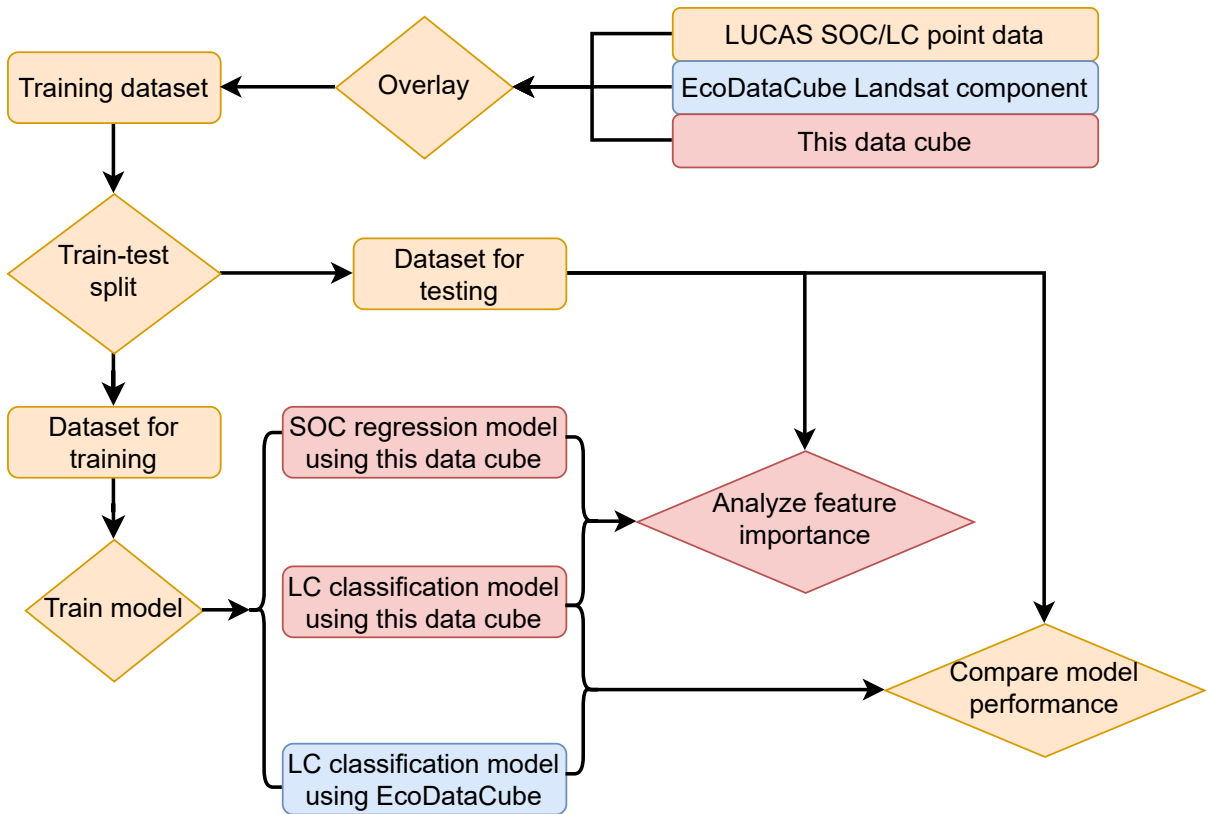 LUCAS SOC/LC point data
EcoDataCube Landsat component
This data cube
Overlay
Training dataset
Train-test
split
Dataset for
testing
Dataset for
training
Train model
SOC regression model
using this data cube
LC classification model
using this data cube
LC classification model
using EcoDataCube
Analyze feature
importance
Compare model
performance